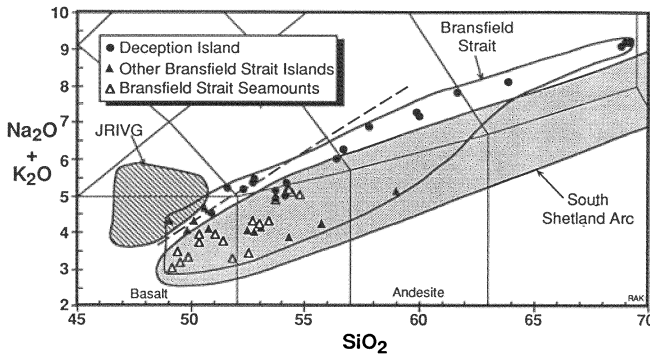 10
9
8
7
6
5
4
3
2
Na2O
+
K2O
Deception Island
Other Bransfield Strait Islands
Bransfield Strait Seamounts
JRIVG
Bransfield
Strait
South
Shetland Arc
Basalt
Andesite
RAK
45
50
55
60
65
70
SiO2